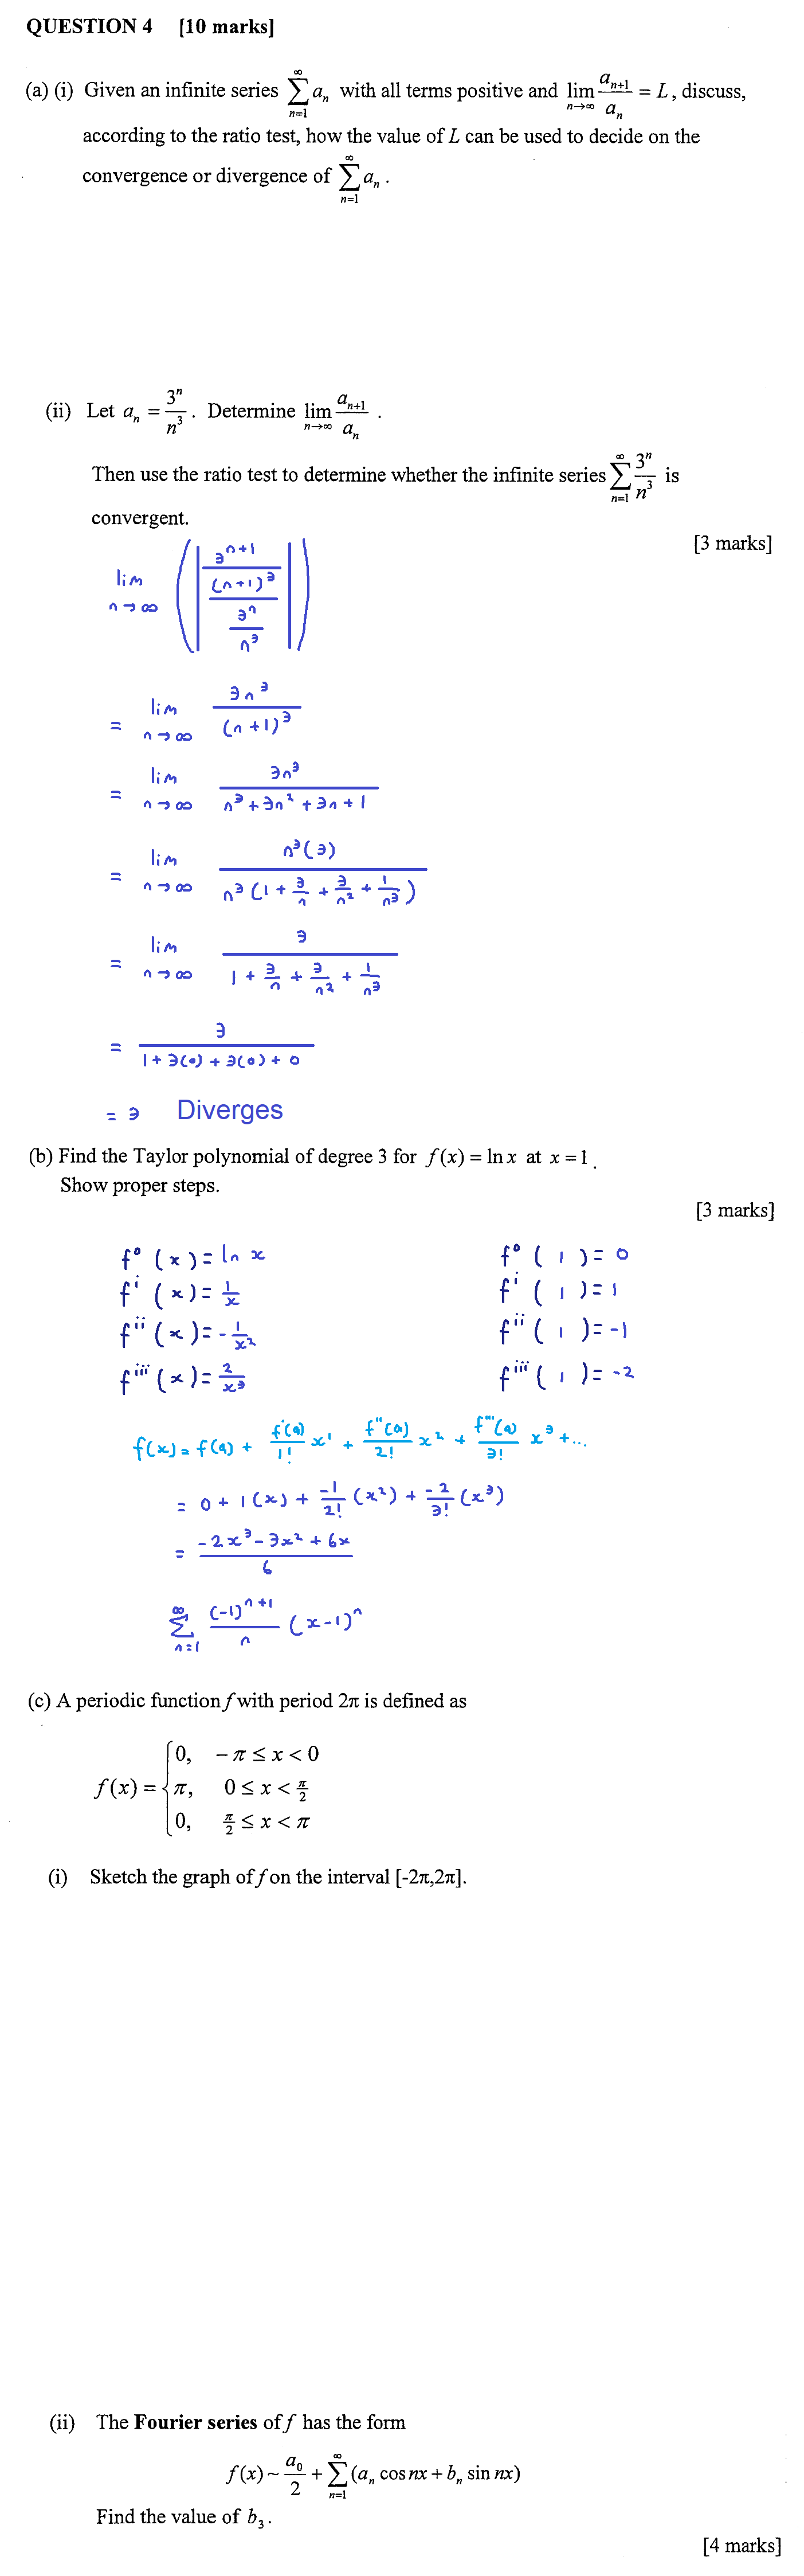 QUESTION 4 [10 marks]
(a) (i) Given an infinite series $\sum_{n=1}^{\infty} a_n$ with all terms positive and $\lim_{n\to\infty} \frac{a_{n+1}}{a_n} = L$, discuss,
according to the ratio test, how the value of L can be used to decide on the
convergence or divergence of $\sum_{n=1}^{\infty} a_n$.
(ii) Let $a_n = \frac{3^n}{n^3}$. Determine $\lim_{n\to\infty} \frac{a_{n+1}}{a_n}$.
Then use the ratio test to determine whether the infinite series $\sum_{n=1}^{\infty} \frac{3^n}{n^3}$ is
convergent.
[3 marks]
$\lim_{n\to\infty} \left( \left| \frac{\frac{3^{n+1}}{(n+1)^3}}{\frac{3^n}{n^3}} \right| \right)$
$= \lim_{n\to\infty} \frac{3n^3}{(n+1)^3}$
$= \lim_{n\to\infty} \frac{3n^3}{n^3+3n^2+3n+1}$
$= \lim_{n\to\infty} \frac{n^3(3)}{n^3(1+\frac{3}{n}+\frac{3}{n^2}+\frac{1}{n^3})}$
$= \lim_{n\to\infty} \frac{3}{1+\frac{3}{n}+\frac{3}{n^2}+\frac{1}{n^3}}$
$= \frac{3}{1+3(0)+3(0)+0}$
= 3 Diverges
(b) Find the Taylor polynomial of degree 3 for $f(x) = \ln x$ at $x = 1$.
Show proper steps.
[3 marks]
$f^{o}(x) = \ln x$ $f^{o}(1) = 0$
$f^{i}(x) = \frac{1}{x}$ $f^{i}(1) = 1$
$f^{ii}(x) = -\frac{1}{x^2}$ $f^{ii}(1) = -1$
$f^{iii}(x) = \frac{2}{x^3}$ $f^{iii}(1) = -2$
$f(x) = f(a) + \frac{f'(a)}{1!} x^1 + \frac{f''(a)}{2!} x^2 + \frac{f'''(a)}{3!} x^3 + ...$
$= 0 + 1(x) + \frac{-1}{2!}(x^2) + \frac{-2}{3!}(x^3)$
$= \frac{-2x^3 - 3x^2 + 6x}{6}$
$\sum_{n=1}^{\infty} \frac{(-1)^{n+1}}{n} (x-1)^n$
(c) A periodic function f with period 2π is defined as
$f(x) = \begin{cases} 0, & -\pi \le x < 0 \\ \pi, & 0 \le x < \frac{\pi}{2} \\ 0, & \frac{\pi}{2} \le x < \pi \end{cases}$
(i) Sketch the graph of f on the interval [-2π,2π].
(ii) The Fourier series of f has the form
$f(x) \sim \frac{a_0}{2} + \sum_{n=1}^{\infty} (a_n \cos nx + b_n \sin nx)$
Find the value of $b_3$.
[4 marks]